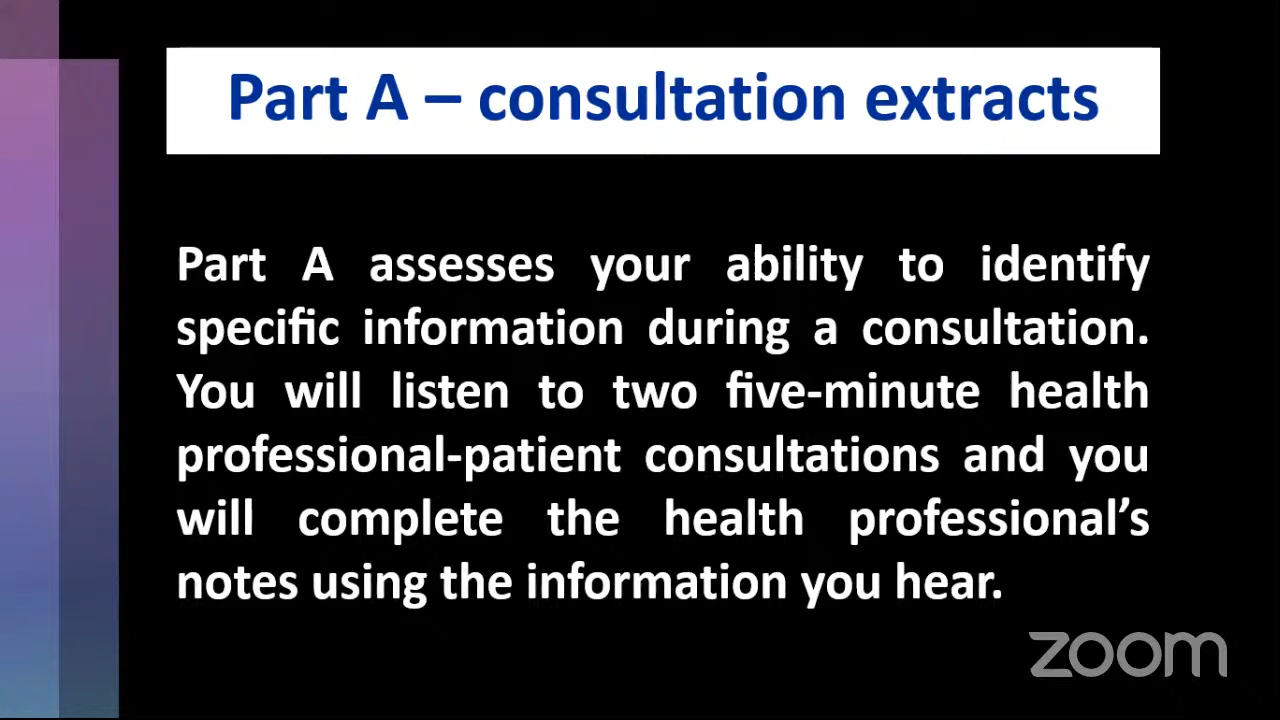 Part A – consultation extracts
Part A assesses your ability to identify
specific information during a consultation.
You will listen to two five-minute health
professional-patient consultations and you
will complete the health professional’s
notes using the information you hear.
zoom